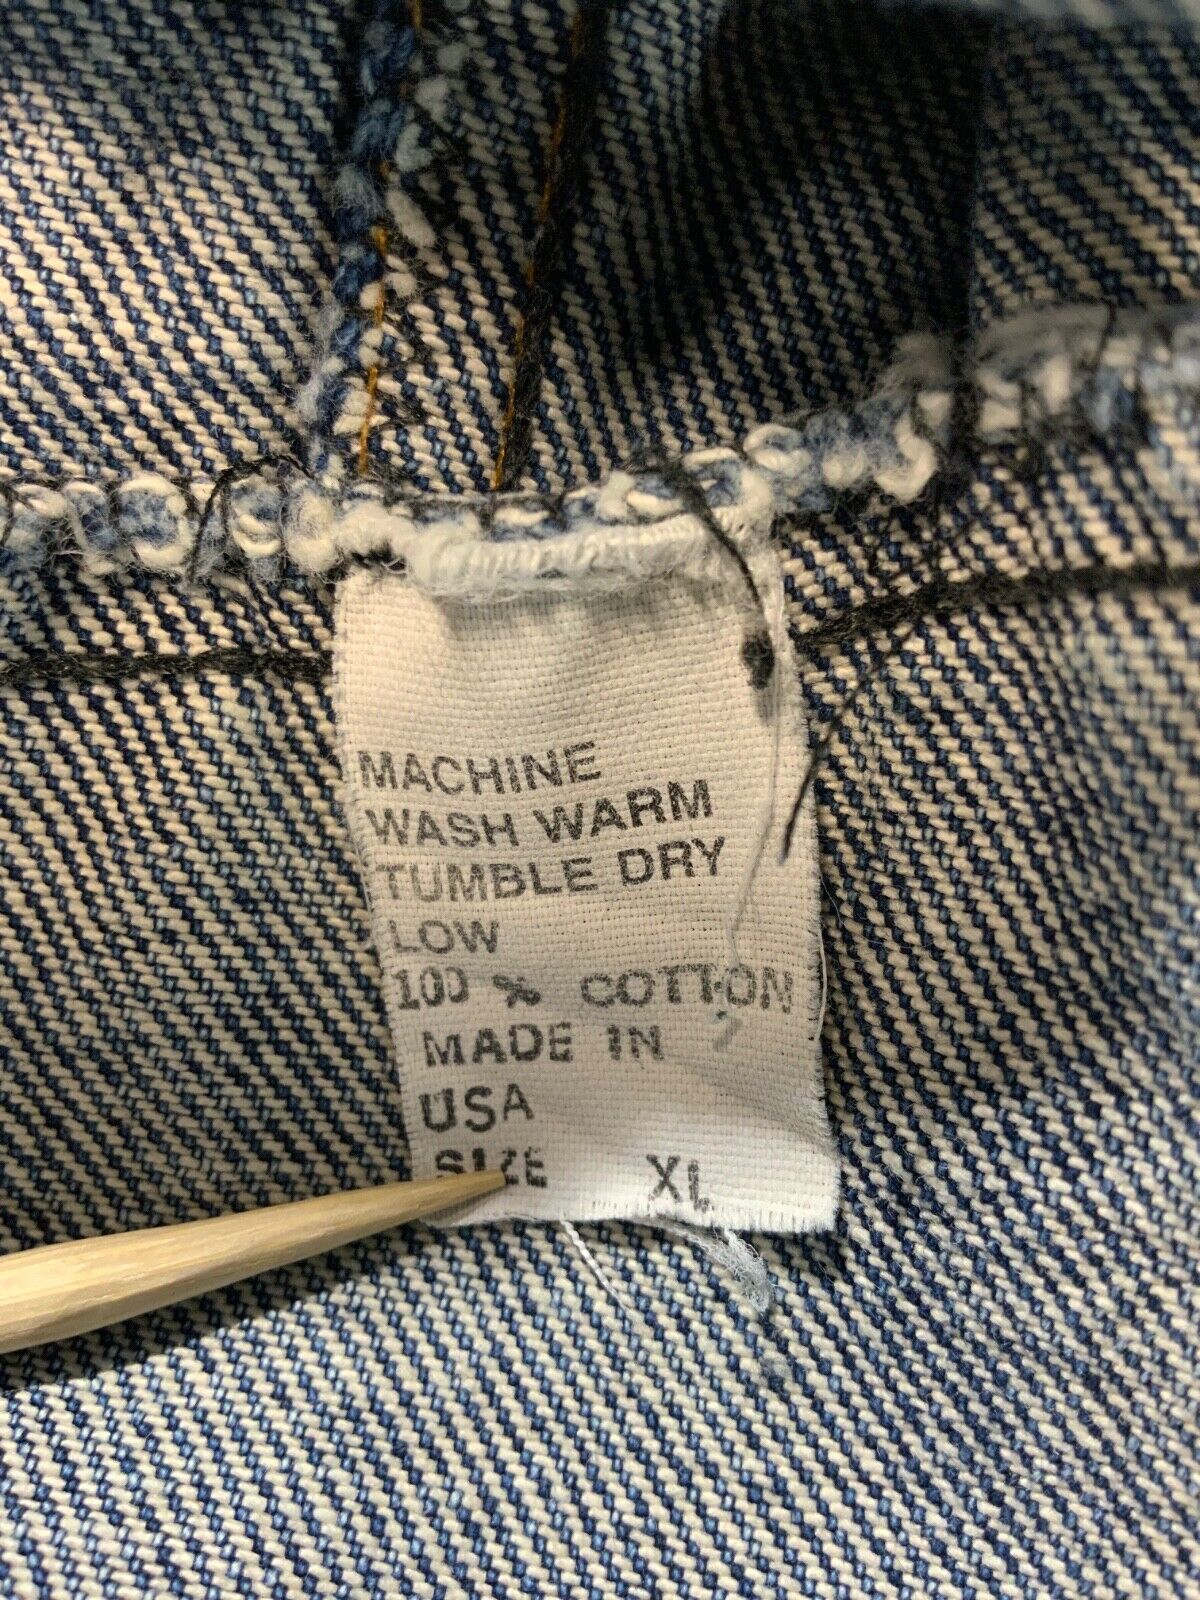 MACHINE
WASH WARM
TUMBLE DRY
LOW
100 % COTTON
MADE IN
USA
SIZE XL